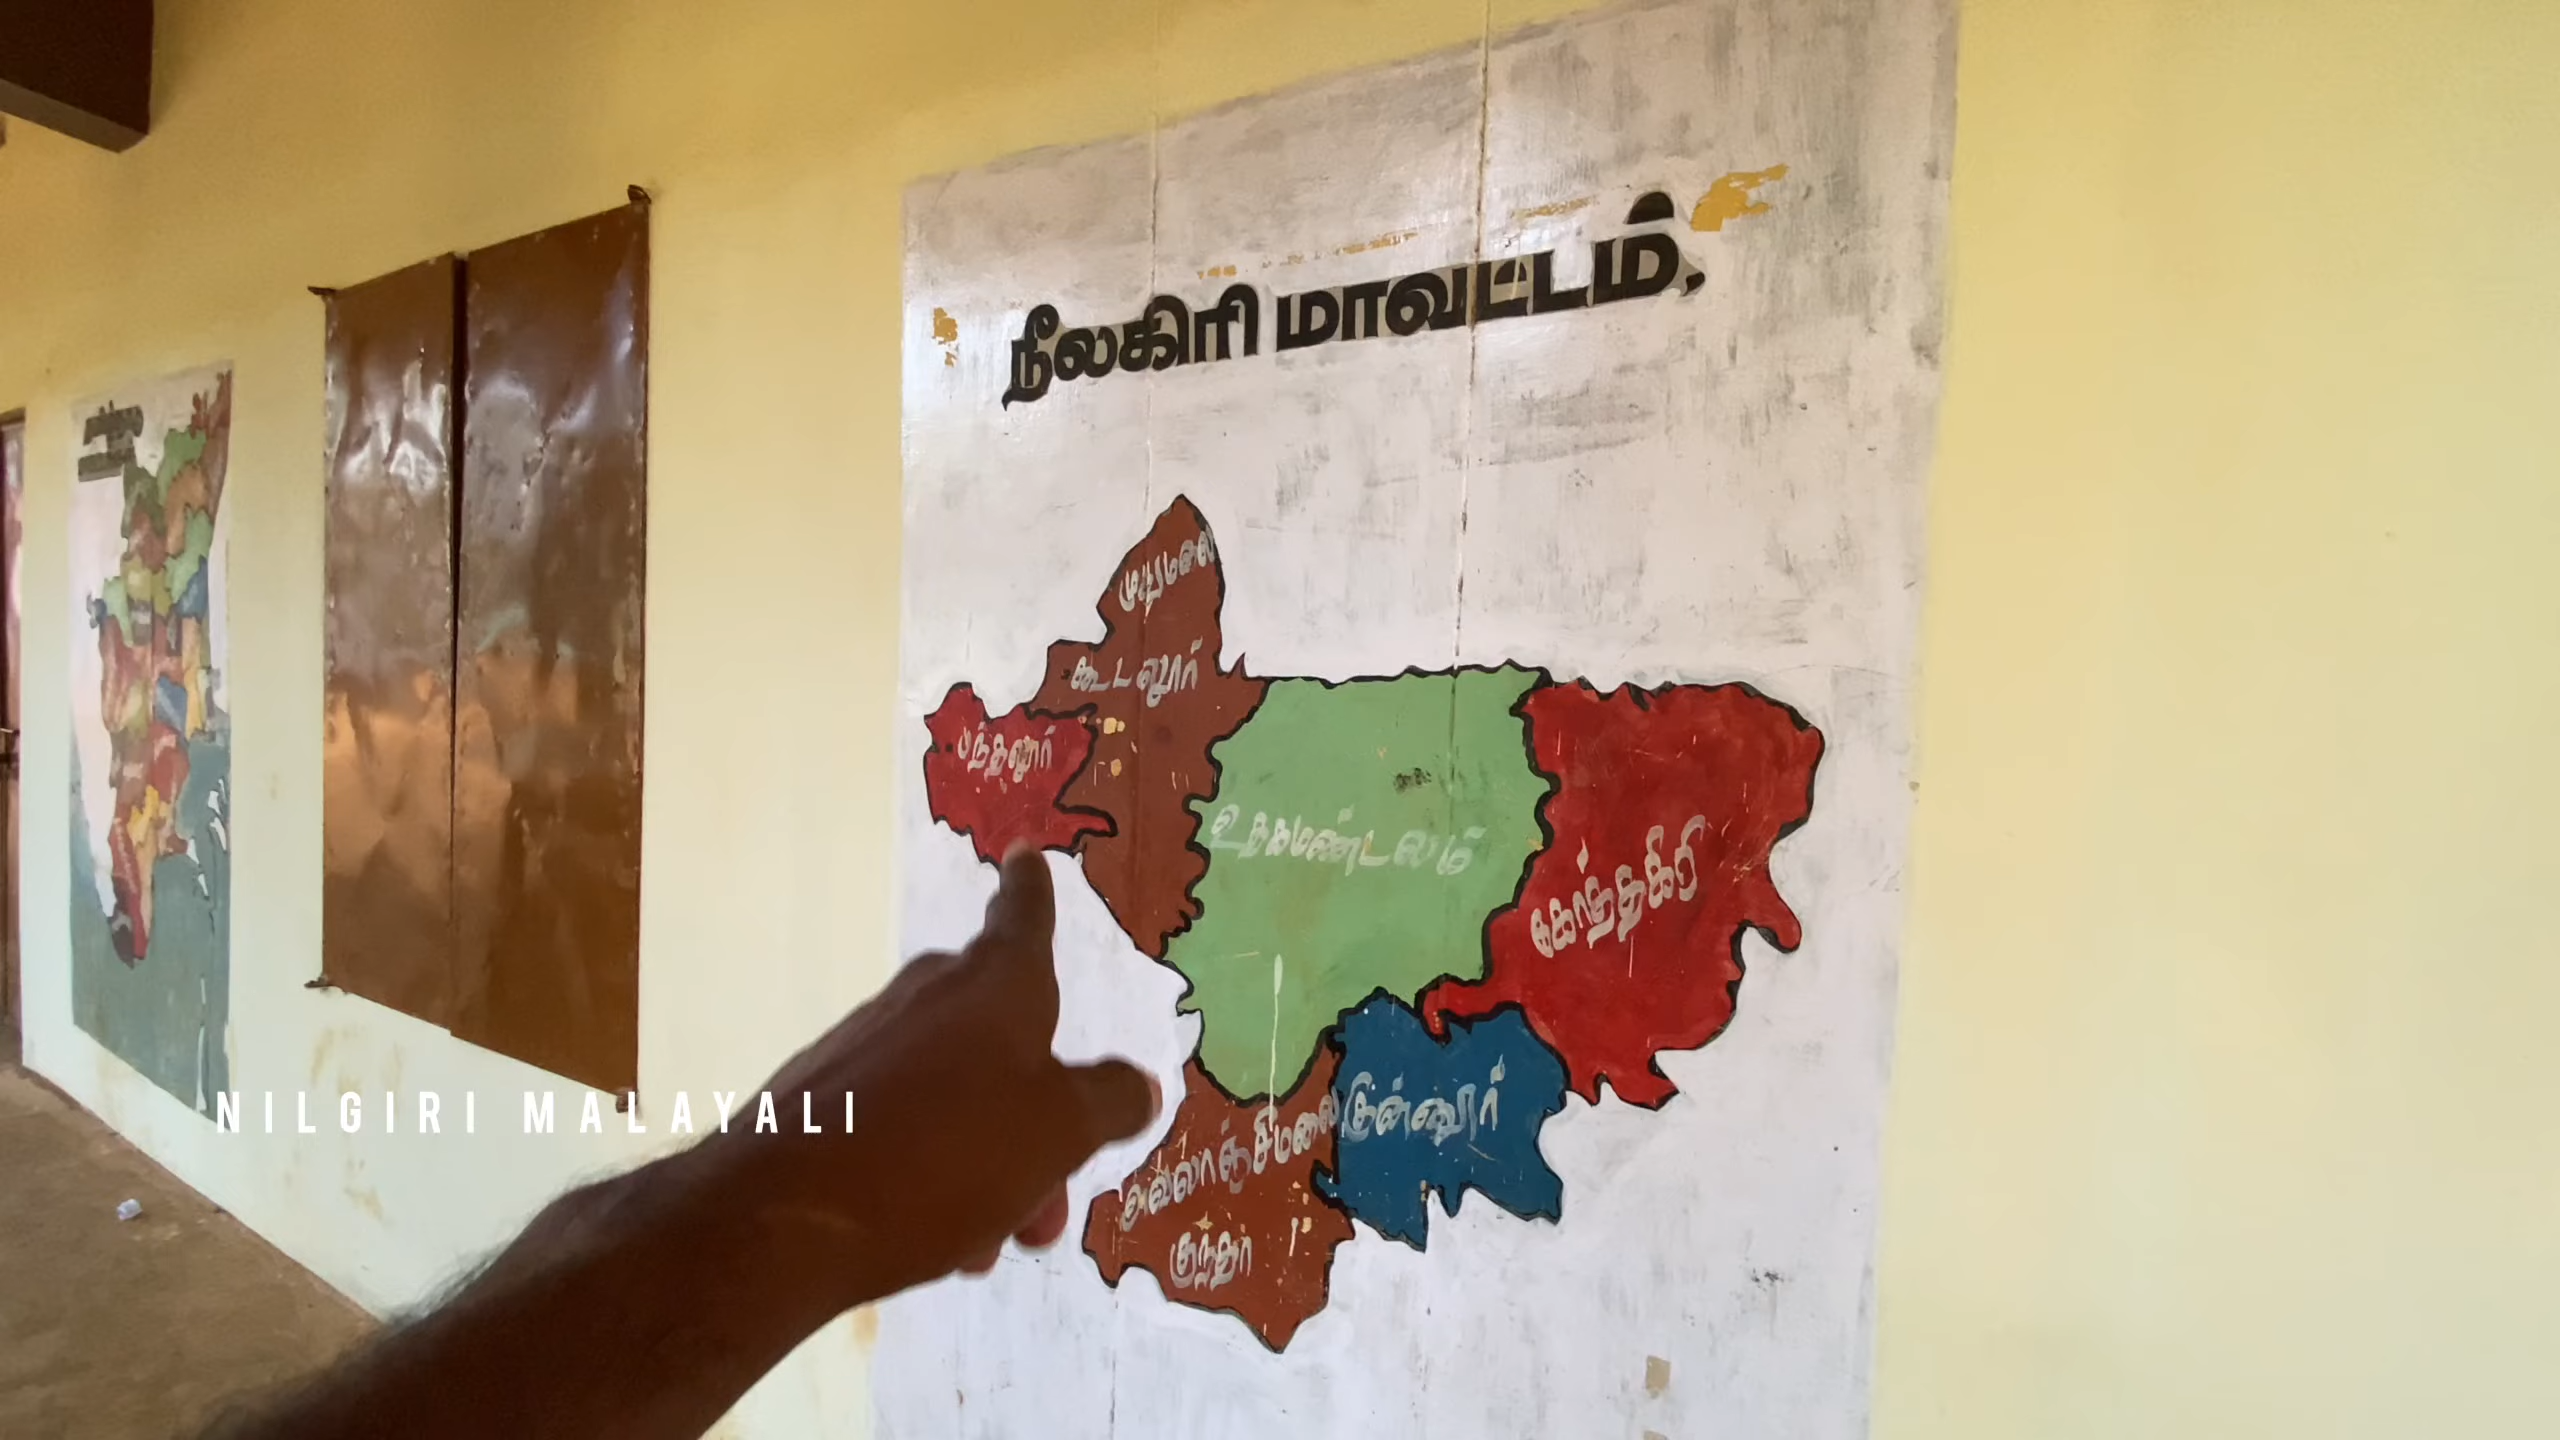 நீலகிரி மாவட்டம்,
முதுமலை
கூடலூர்
பந்தலூர்
உதகமண்டலம்
கோத்தகிரி
குன்னூர்
அவலாஞ்சிமலை
குந்தா
NILGIRI MALAYALI